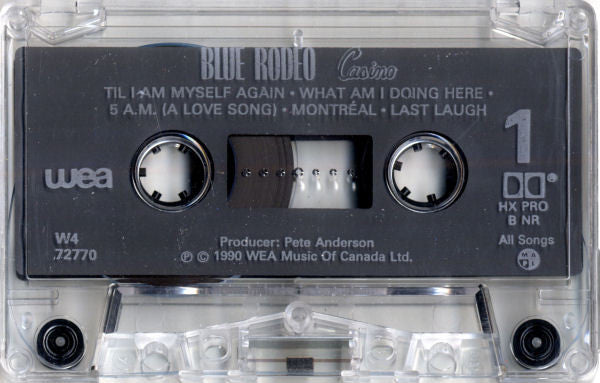 BLUE RODEO Casino
TIL I AM MYSELF AGAIN • WHAT AM I DOING HERE •
5 A.M. (A LOVE SONG) • MONTRÉAL • LAST LAUGH
1
wea
HX PRO
B NR
W4
72770
Producer: Pete Anderson
℗ © 1990 WEA Music Of Canada Ltd.
All Songs
M A P L